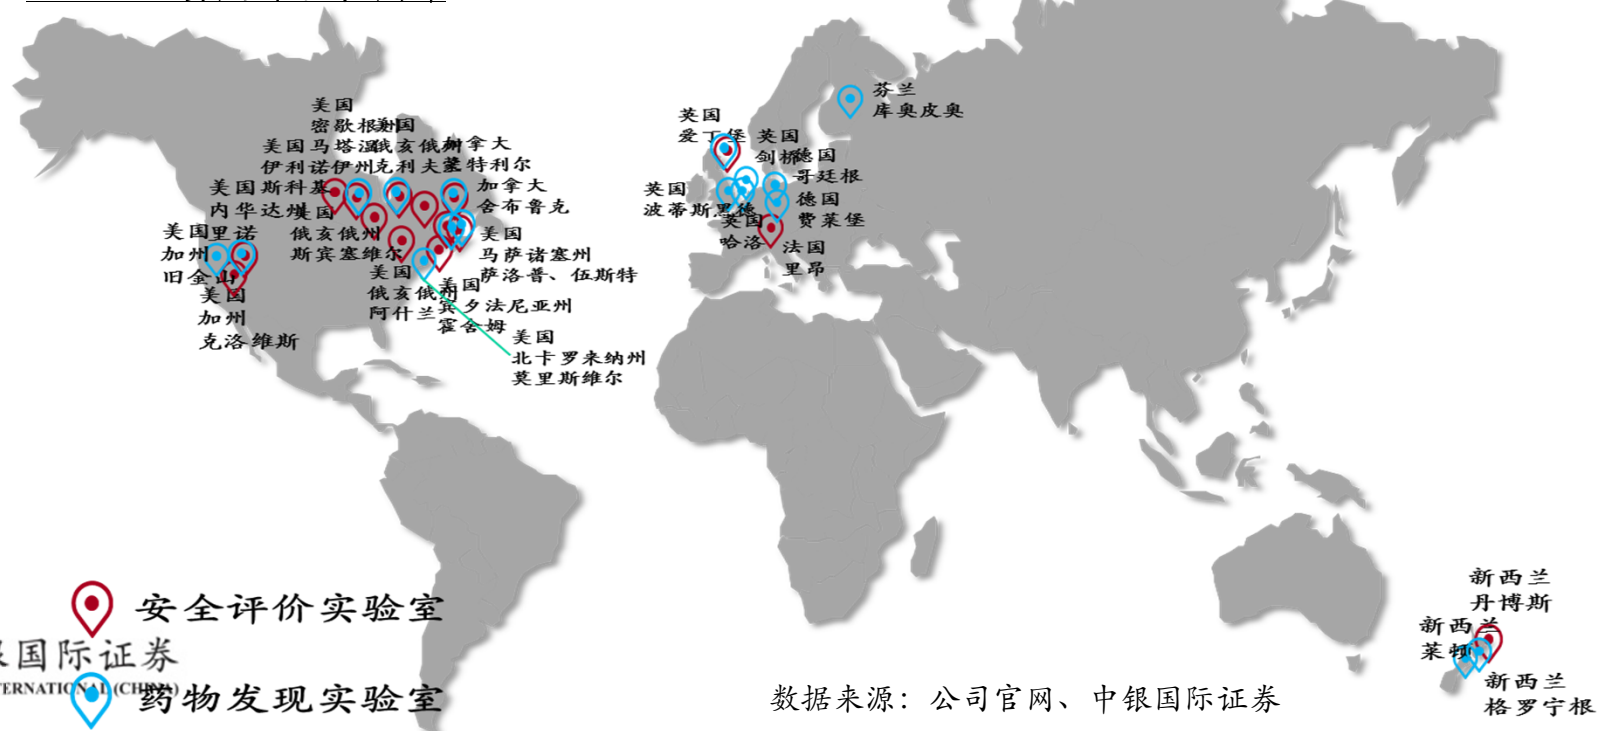 美国
密歇根州
马塔温
美国
俄亥俄州
克利夫兰
加拿大
蒙特利尔
美国
伊利诺伊州
斯科基
加拿大
舍布鲁克
美国
内华达州
里诺
美国
俄亥俄州
斯宾塞维尔
美国
加州
旧金山
美国
马萨诸塞州
萨洛普、伍斯特
美国
俄亥俄州
阿什兰
美国
宾夕法尼亚州
霍舍姆
美国
加州
克洛维斯
美国
北卡罗来纳州
莫里斯维尔
芬兰
库奥皮奥
英国
爱丁堡
英国
剑桥
德国
哥廷根
英国
波蒂斯黑德
德国
费莱堡
英国
哈洛
法国
里昂
新西兰
丹博斯
新西兰
莱顿
新西兰
格罗宁根
安全评价实验室
国际证券
TERNATIONAL (CHINA)
药物发现实验室
数据来源：公司官网、中银国际证券